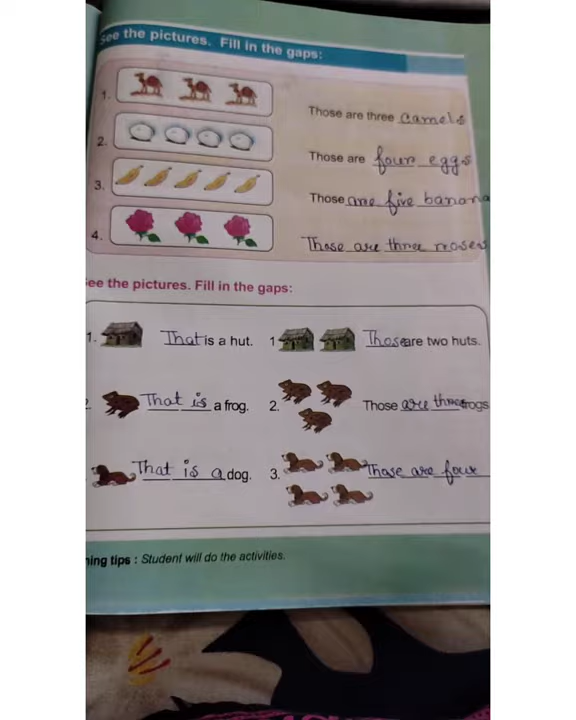 See the pictures. Fill in the gaps:
1. Those are three camels
2. Those are four eggs
3. Those are five banana
4. Those are three roses
ee the pictures. Fill in the gaps:
1. That is a hut. 1 Those are two huts.
That is a frog. 2. Those are three frogs
That is a dog. 3. Those are four
ning tips : Student will do the activities.